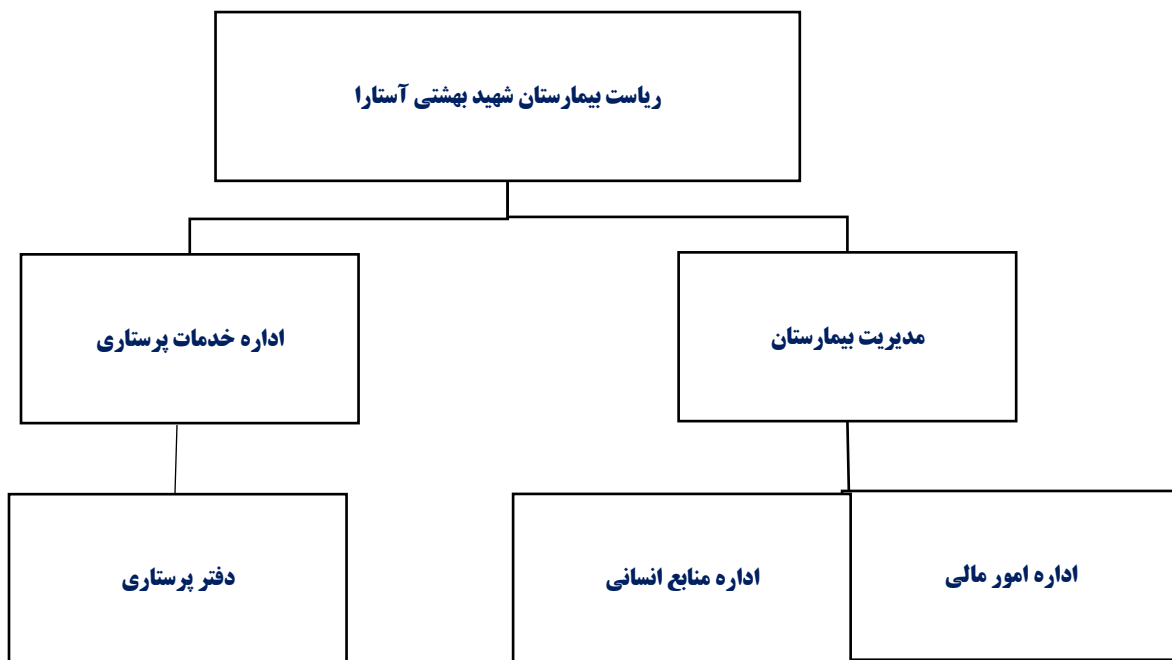 ریاست بیمارستان شهید بهشتی آستارا
مدیریت بیمارستان
اداره خدمات پرستاری
اداره امور مالی
اداره منابع انسانی
دفتر پرستاری